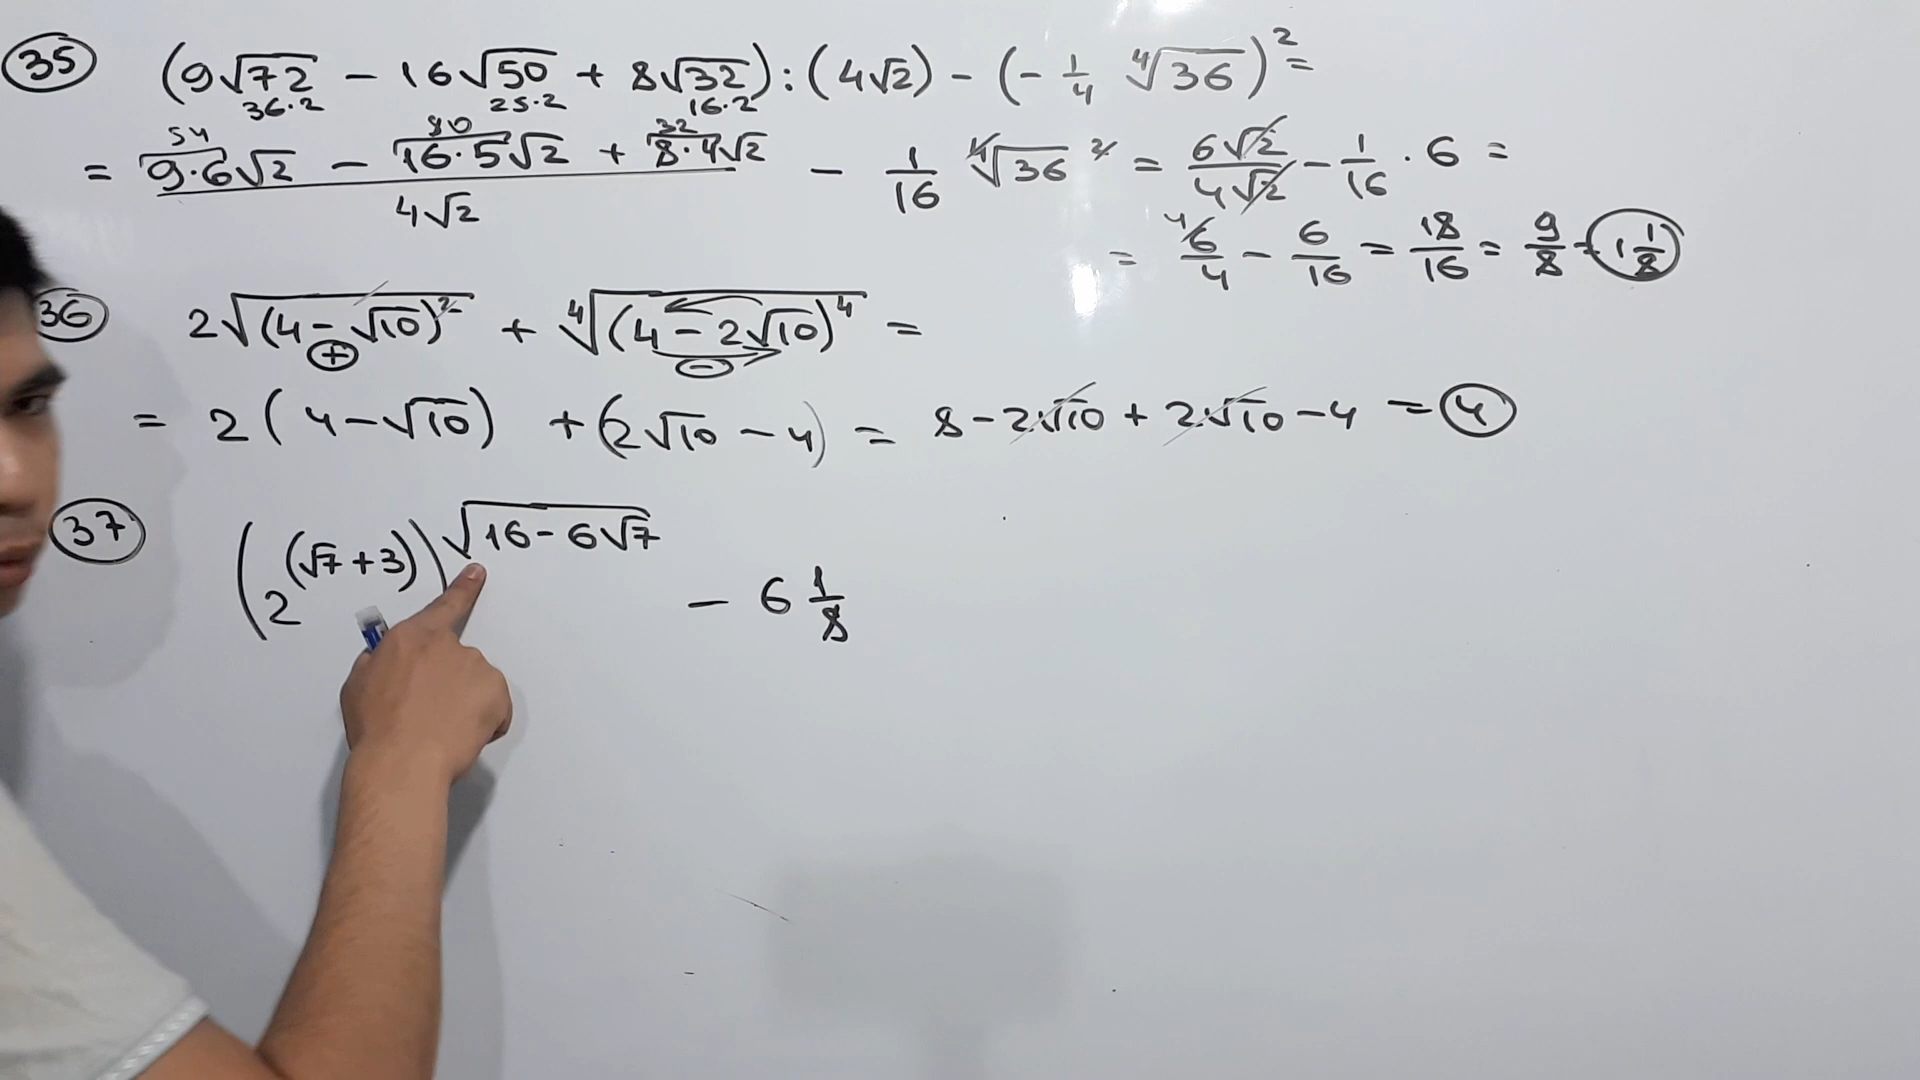 35 (9√72 − 16√50 + 8√32) : (4√2) − (−1/4 ⁴√36)² =
36·2 25·2 16·2
54 80 32
= (9·6√2 − 16·5√2 + 8·4√2)/(4√2) − 1/16 ⁴√36² = 6√2/4√2 − 1/16 · 6 =
= ⁴6/4 − 6/16 = 18/16 = 9/8 = 1 1/8
36 2√(4−√10)² + ⁴√(4−2√10)⁴ =
+ −
= 2(4−√10) + (2√10 − 4) = 8 − 2√10 + 2√10 − 4 = 4
37 (2^(√7+3))^√(16−6√7) − 6 1/8